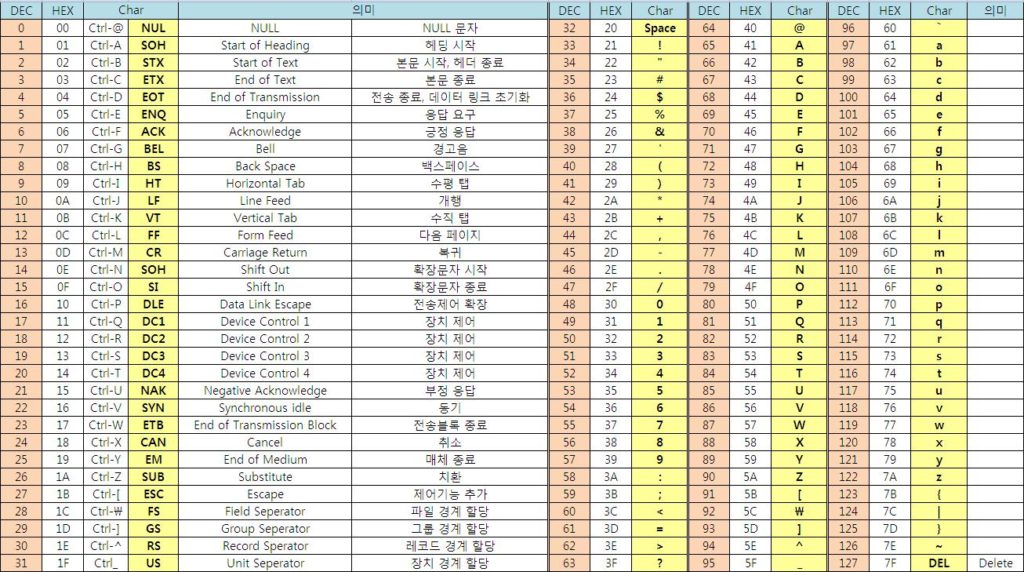 DEC HEX Char 의미 DEC HEX Char DEC HEX Char DEC HEX Char 의미
0 00 Ctrl-@ NUL NULL NULL 문자 32 20 Space 64 40 @ 96 60 `
1 01 Ctrl-A SOH Start of Heading 헤딩 시작 33 21 ! 65 41 A 97 61 a
2 02 Ctrl-B STX Start of Text 본문 시작, 헤더 종료 34 22 " 66 42 B 98 62 b
3 03 Ctrl-C ETX End of Text 본문 종료 35 23 # 67 43 C 99 63 c
4 04 Ctrl-D EOT End of Transmission 전송 종료, 데이터 링크 초기화 36 24 $ 68 44 D 100 64 d
5 05 Ctrl-E ENQ Enquiry 응답 요구 37 25 % 69 45 E 101 65 e
6 06 Ctrl-F ACK Acknowledge 긍정 응답 38 26 & 70 46 F 102 66 f
7 07 Ctrl-G BEL Bell 경고음 39 27 ' 71 47 G 103 67 g
8 08 Ctrl-H BS Back Space 백스페이스 40 28 ( 72 48 H 104 68 h
9 09 Ctrl-I HT Horizontal Tab 수평 탭 41 29 ) 73 49 I 105 69 i
10 0A Ctrl-J LF Line Feed 개행 42 2A * 74 4A J 106 6A j
11 0B Ctrl-K VT Vertical Tab 수직 탭 43 2B + 75 4B K 107 6B k
12 0C Ctrl-L FF Form Feed 다음 페이지 44 2C , 76 4C L 108 6C l
13 0D Ctrl-M CR Carriage Return 복귀 45 2D - 77 4D M 109 6D m
14 0E Ctrl-N SOH Shift Out 확장문자 시작 46 2E . 78 4E N 110 6E n
15 0F Ctrl-O SI Shift In 확장문자 종료 47 2F / 79 4F O 111 6F o
16 10 Ctrl-P DLE Data Link Escape 전송제어 확장 48 30 0 80 50 P 112 70 p
17 11 Ctrl-Q DC1 Device Control 1 장치 제어 49 31 1 81 51 Q 113 71 q
18 12 Ctrl-R DC2 Device Control 2 장치 제어 50 32 2 82 52 R 114 72 r
19 13 Ctrl-S DC3 Device Control 3 장치 제어 51 33 3 83 53 S 115 73 s
20 14 Ctrl-T DC4 Device Control 4 장치 제어 52 34 4 84 54 T 116 74 t
21 15 Ctrl-U NAK Negative Acknowledge 부정 응답 53 35 5 85 55 U 117 75 u
22 16 Ctrl-V SYN Synchronous idle 동기 54 36 6 86 56 V 118 76 v
23 17 Ctrl-W ETB End of Transmission Block 전송블록 종료 55 37 7 87 57 W 119 77 w
24 18 Ctrl-X CAN Cancel 취소 56 38 8 88 58 X 120 78 x
25 19 Ctrl-Y EM End of Medium 매체 종료 57 39 9 89 59 Y 121 79 y
26 1A Ctrl-Z SUB Substitute 치환 58 3A : 90 5A Z 122 7A z
27 1B Ctrl-[ ESC Escape 제어기능 추가 59 3B ; 91 5B [ 123 7B {
28 1C Ctrl-₩ FS Field Seperator 파일 경계 할당 60 3C < 92 5C ₩ 124 7C |
29 1D Ctrl-] GS Group Seperator 그룹 경계 할당 61 3D = 93 5D ] 125 7D }
30 1E Ctrl-^ RS Record Sperator 레코드 경계 할당 62 3E > 94 5E ^ 126 7E ~
31 1F Ctrl_ US Unit Seperator 장치 경계 할당 63 3F ? 95 5F _ 127 7F DEL Delete